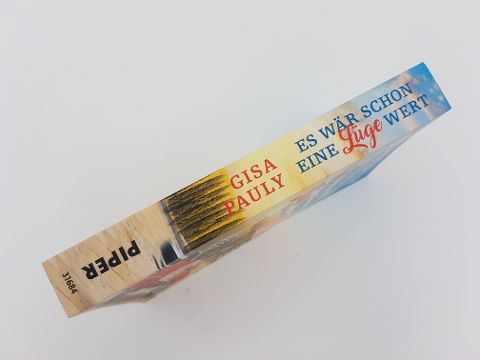 GISA
PAULY
ES WÄR SCHON
EINE Lüge WERT
PIPER
31684